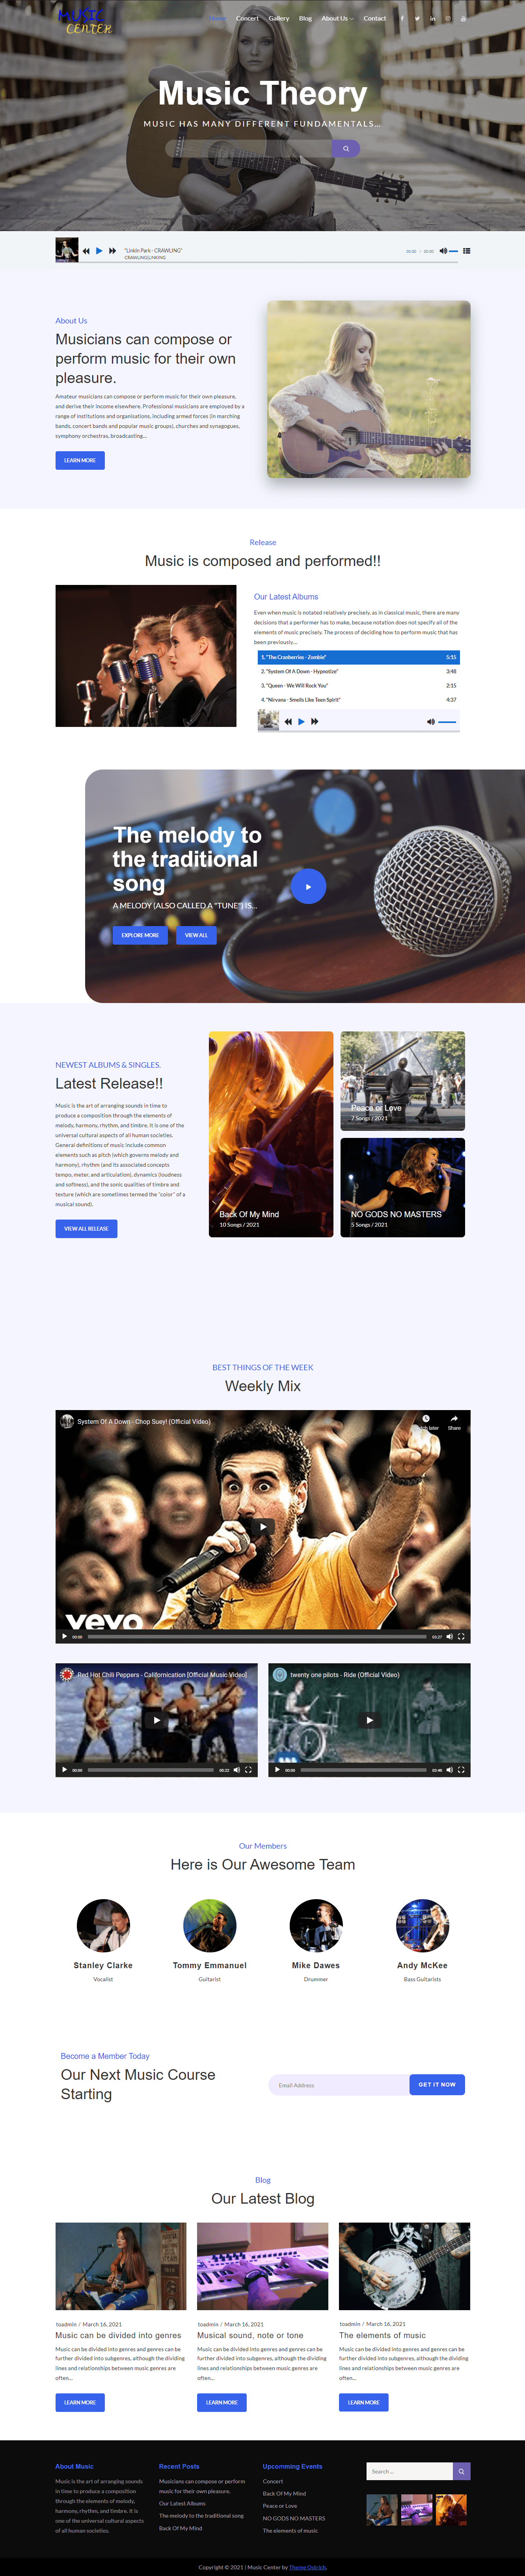 MUSIC
CENTER
Home Concert Gallery Blog About Us Contact
Music Theory
MUSIC HAS MANY DIFFERENT FUNDAMENTALS...
"Linkin Park - CRAWLING"
CRAWLING LINKING
00:00 / 00:00
About Us
Musicians can compose or
perform music for their own
pleasure.
Amateur musicians can compose or perform music for their own pleasure,
and derive their income elsewhere. Professional musicians are employed by a
range of institutions and organisations, including armed forces (in marching
bands, concert bands and popular music groups), churches and synagogues,
symphony orchestras, broadcasting...
LEARN MORE
Release
Music is composed and performed!!
Our Latest Albums
Even when music is notated relatively precisely, as in classical music, there are many
decisions that a performer has to make, because notation does not specify all of the
elements of music precisely. The process of deciding how to perform music that has
been previously...
1. "The Cranberries - Zombie" 5:15
2. "System Of A Down - Hypnotize" 3:48
3. "Queen - We Will Rock You" 2:15
4. "Nirvana - Smells Like Teen Spirit" 4:37
The melody to
the traditional
song
A MELODY (ALSO CALLED A "TUNE") IS...
EXPLORE MORE VIEW ALL
NEWEST ALBUMS & SINGLES.
Latest Release!!
Music is the art of arranging sounds in time to
produce a composition through the elements of
melody, harmony, rhythm, and timbre. It is one of the
universal cultural aspects of all human societies.
General definitions of music include common
elements such as pitch (which governs melody and
harmony), rhythm (and its associated concepts
tempo, meter, and articulation), dynamics (loudness
and softness), and the sonic qualities of timbre and
texture (which are sometimes termed the "color" of a
musical sound).
VIEW ALL RELEASE
Back Of My Mind
10 Songs / 2021
Peace or Love
7 Songs / 2021
NO GODS NO MASTERS
5 Songs / 2021
BEST THINGS OF THE WEEK
Weekly Mix
System Of A Down - Chop Suey! (Official Video)
Watch later Share
vevo
00:00 03:27
Red Hot Chili Peppers - Californication [Official Music Video]
00:00 05:22
twenty one pilots - Ride (Official Video)
00:00 03:46
Our Members
Here is Our Awesome Team
Stanley Clarke
Vocalist
Tommy Emmanuel
Guitarist
Mike Dawes
Drummer
Andy McKee
Bass Guitarists
Become a Member Today
Our Next Music Course
Starting
Email Address GET IT NOW
Blog
Our Latest Blog
toadmin / March 16, 2021
Music can be divided into genres
Music can be divided into genres and genres can be
further divided into subgenres, although the dividing
lines and relationships between music genres are
often...
LEARN MORE
toadmin / March 16, 2021
Musical sound, note or tone
Music can be divided into genres and genres can be
further divided into subgenres, although the dividing
lines and relationships between music genres are
often...
LEARN MORE
toadmin / March 16, 2021
The elements of music
Music can be divided into genres and genres can be
further divided into subgenres, although the dividing
lines and relationships between music genres are
often...
LEARN MORE
About Music
Music is the art of arranging sounds
in time to produce a composition
through the elements of melody,
harmony, rhythm, and timbre. It is
one of the universal cultural aspects
of all human societies.
Recent Posts
Musicians can compose or perform
music for their own pleasure.
Our Latest Albums
The melody to the traditional song
Back Of My Mind
Upcomming Events
Concert
Back Of My Mind
Peace or Love
NO GODS NO MASTERS
The elements of music
Search ...
Copyright © 2021 | Music Center by Theme Ostrich.